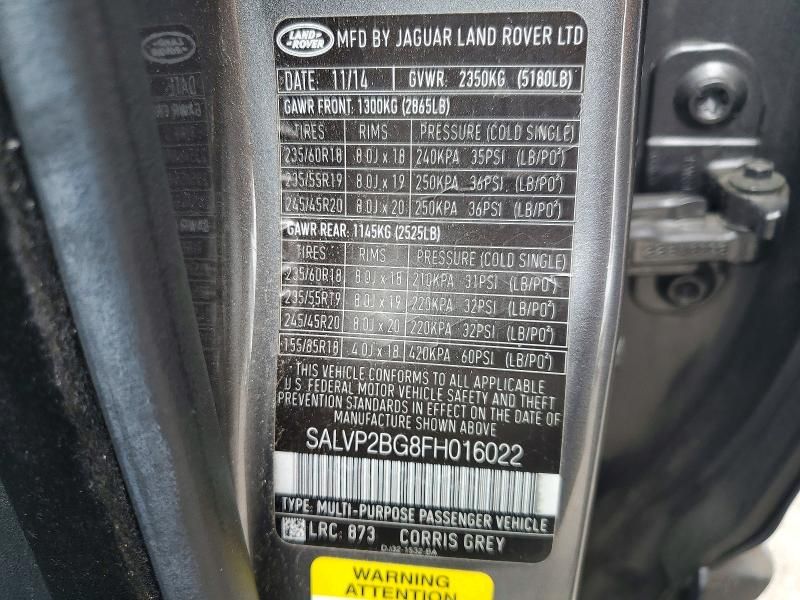 LAND ROVER MFD BY JAGUAR LAND ROVER LTD
DATE: 11/14 GVWR: 2350KG (5180LB)
GAWR FRONT: 1300KG (2865LB)
TIRES RIMS PRESSURE (COLD SINGLE)
235/60R18 8.0J x 18 240KPA 35PSI (LB/PO²)
235/55R19 8.0J x 19 250KPA 36PSI (LB/PO²)
245/45R20 8.0J x 20 250KPA 36PSI (LB/PO²)
GAWR REAR: 1145KG (2525LB)
TIRES RIMS PRESSURE (COLD SINGLE)
235/60R18 8.0J x 18 210KPA 31PSI (LB/PO²)
235/55R19 8.0J x 19 220KPA 32PSI (LB/PO²)
245/45R20 8.0J x 20 220KPA 32PSI (LB/PO²)
155/85R18 4.0J x 18 420KPA 60PSI (LB/PO²)
THIS VEHICLE CONFORMS TO ALL APPLICABLE
U.S. FEDERAL MOTOR VEHICLE SAFETY AND THEFT
PREVENTION STANDARDS IN EFFECT ON THE DATE OF
MANUFACTURE SHOWN ABOVE
SALVP2BG8FH016022
TYPE: MULTI-PURPOSE PASSENGER VEHICLE
LRC: 873 CORRIS GREY
WARNING
ATTENTION